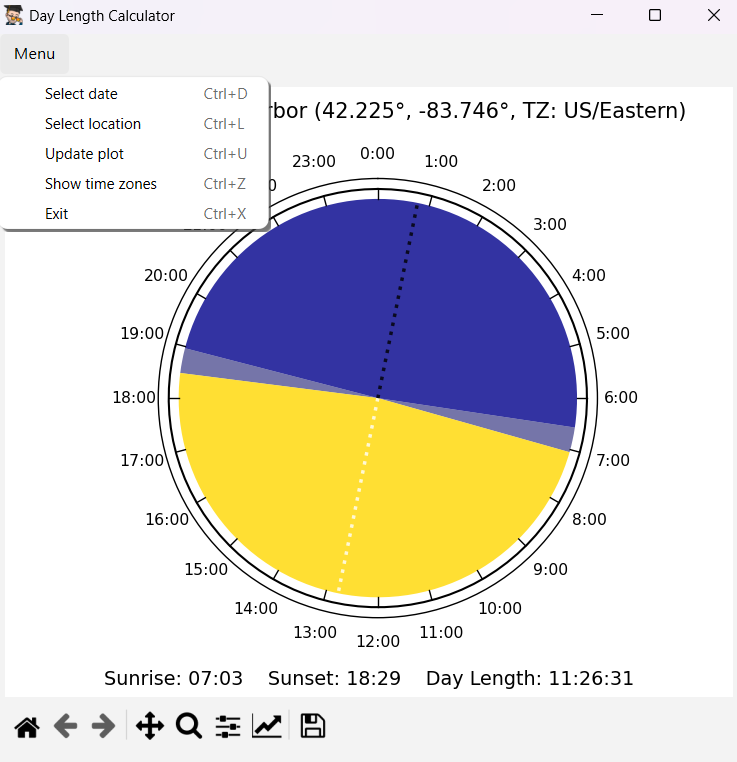 Day Length Calculator
Menu
Select date Ctrl+D
Select location Ctrl+L
Update plot Ctrl+U
Show time zones Ctrl+Z
Exit Ctrl+X
(42.225°, -83.746°, TZ: US/Eastern)
23:00 0:00 1:00
2:00
3:00
20:00 4:00
19:00 5:00
18:00 6:00
17:00 7:00
16:00 8:00
15:00 9:00
14:00 10:00
13:00 12:00 11:00
Sunrise: 07:03 Sunset: 18:29 Day Length: 11:26:31